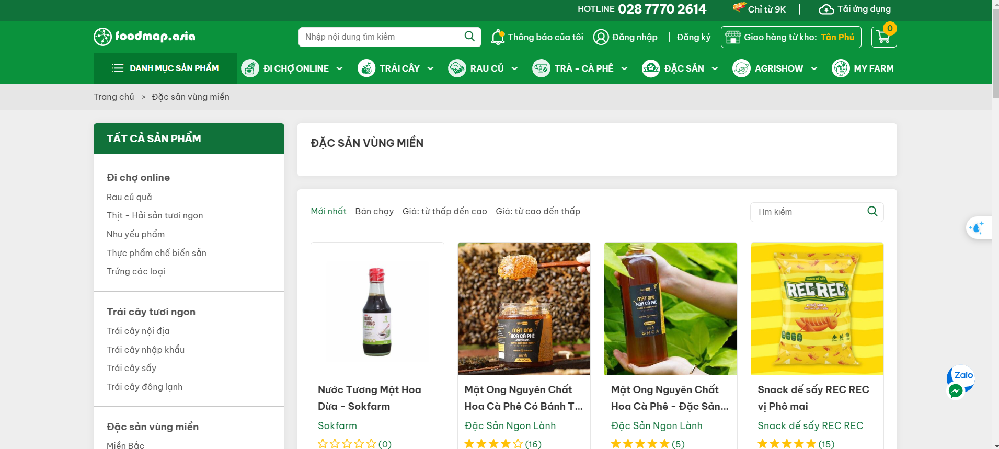 HOTLINE 028 7770 2614
Chỉ từ 9K
Tải ứng dụng
foodmap.asia
Nhập nội dung tìm kiếm
Thông báo của tôi
Đăng nhập | Đăng ký
Giao hàng từ kho: Tân Phú
0
DANH MỤC SẢN PHẨM
ĐI CHỢ ONLINE
TRÁI CÂY
RAU CỦ
TRÀ - CÀ PHÊ
ĐẶC SẢN
AGRISHOW
MY FARM
Trang chủ > Đặc sản vùng miền
TẤT CẢ SẢN PHẨM
Đi chợ online
Rau củ quả
Thịt - Hải sản tươi ngon
Nhu yếu phẩm
Thực phẩm chế biến sẵn
Trứng các loại
Trái cây tươi ngon
Trái cây nội địa
Trái cây nhập khẩu
Trái cây sấy
Trái cây đông lạnh
Đặc sản vùng miền
Miền Bắc
ĐẶC SẢN VÙNG MIỀN
Mới nhất
Bán chạy
Giá: từ thấp đến cao
Giá: từ cao đến thấp
Tìm kiếm
NƯỚC
TƯƠNG
Nước Tương Mật Hoa
Dừa - Sokfarm
Sokfarm
(0)
MẬT ONG
HOA CÀ PHÊ
Mật Ong Nguyên Chất
Hoa Cà Phê Có Bánh T...
Đặc Sản Ngon Lành
(16)
MẬT ONG
HOA CÀ PHÊ
Mật Ong Nguyên Chất
Hoa Cà Phê - Đặc Sản...
Đặc Sản Ngon Lành
(5)
SNACK DẾ SẤY
REC REC
PHÔ MAI
Snack dế sấy REC REC
vị Phô mai
Snack dế sấy REC REC
(15)
Zalo